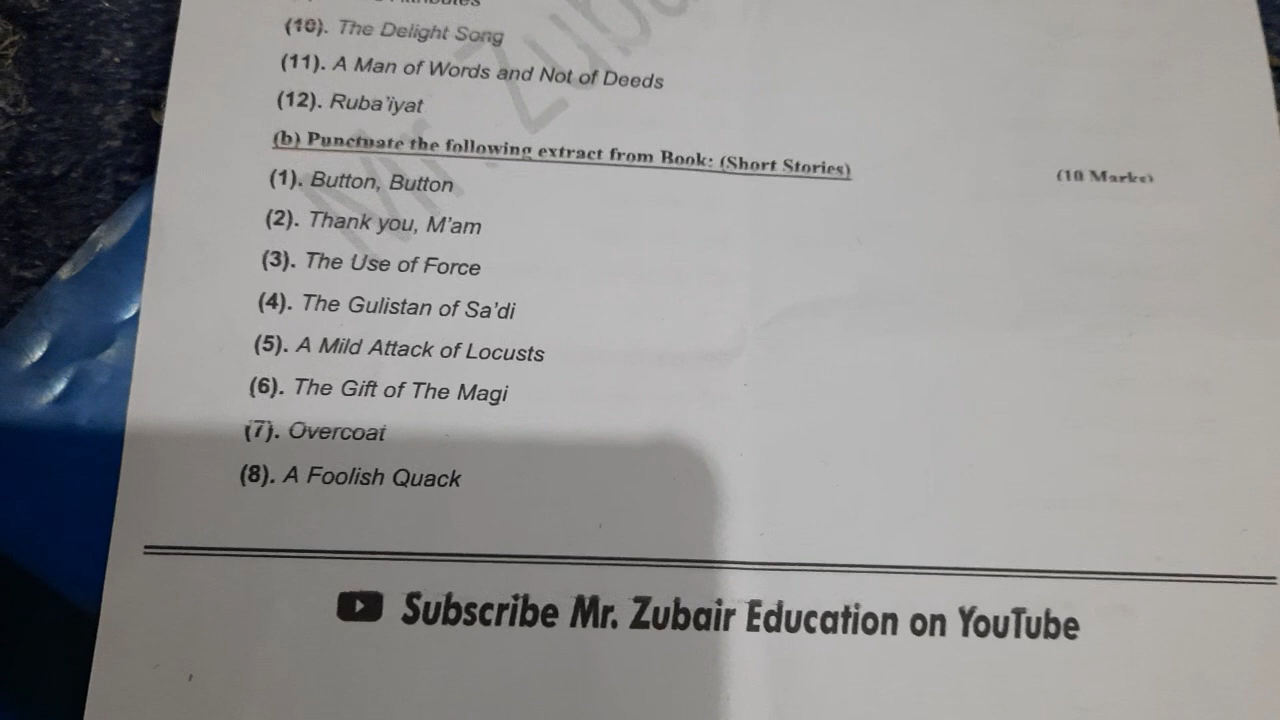 (10). The Delight Song
(11). A Man of Words and Not of Deeds
(12). Ruba'iyat
(b) Punctuate the following extract from Book: (Short Stories) (10 Marks)
(1). Button, Button
(2). Thank you, M'am
(3). The Use of Force
(4). The Gulistan of Sa'di
(5). A Mild Attack of Locusts
(6). The Gift of The Magi
(7). Overcoat
(8). A Foolish Quack
Subscribe Mr. Zubair Education on YouTube
Mr. Zubair